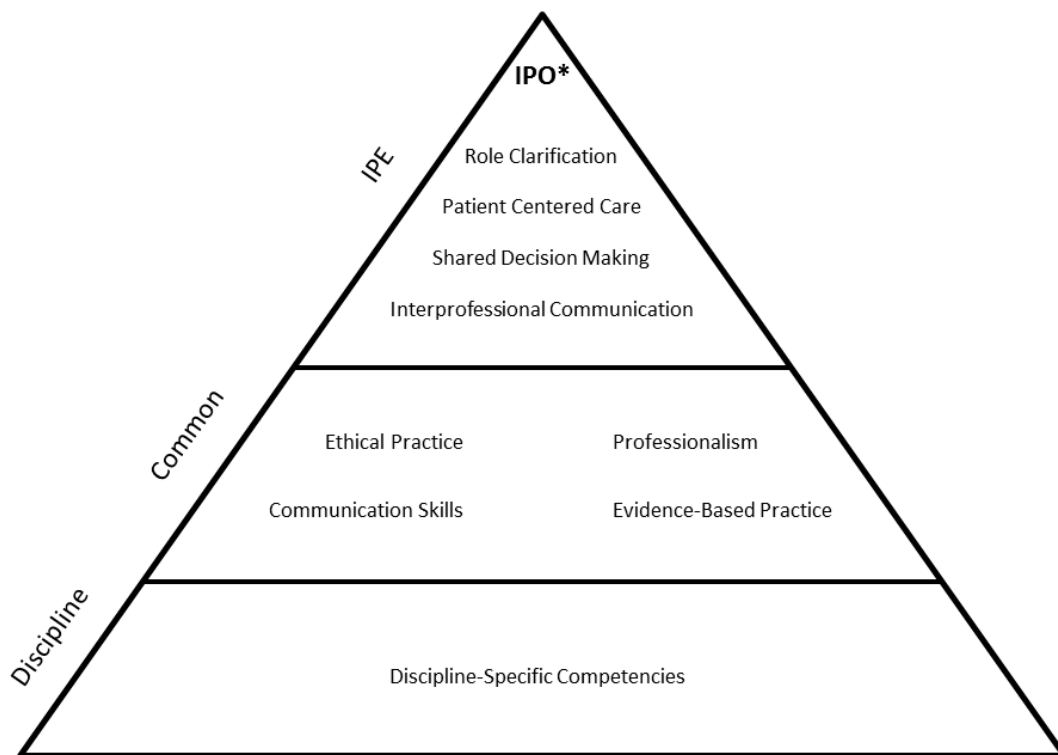 IPO*
IPE
Role Clarification
Patient Centered Care
Shared Decision Making
Interprofessional Communication
Common
Ethical Practice
Professionalism
Communication Skills
Evidence-Based Practice
Discipline
Discipline-Specific Competencies